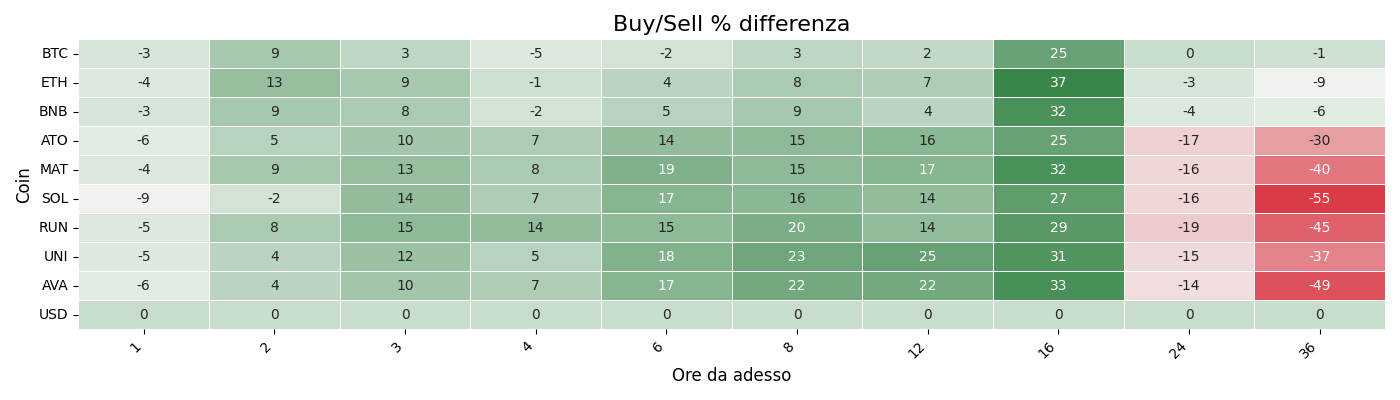 Buy/Sell % differenza
Coin
BTC -3 9 3 -5 -2 3 2 25 0 -1
ETH -4 13 9 -1 4 8 7 37 -3 -9
BNB -3 9 8 -2 5 9 4 32 -4 -6
ATO -6 5 10 7 14 15 16 25 -17 -30
MAT -4 9 13 8 19 15 17 32 -16 -40
SOL -9 -2 14 7 17 16 14 27 -16 -55
RUN -5 8 15 14 15 20 14 29 -19 -45
UNI -5 4 12 5 18 23 25 31 -15 -37
AVA -6 4 10 7 17 22 22 33 -14 -49
USD 0 0 0 0 0 0 0 0 0 0
1 2 3 4 6 8 12 16 24 36
Ore da adesso